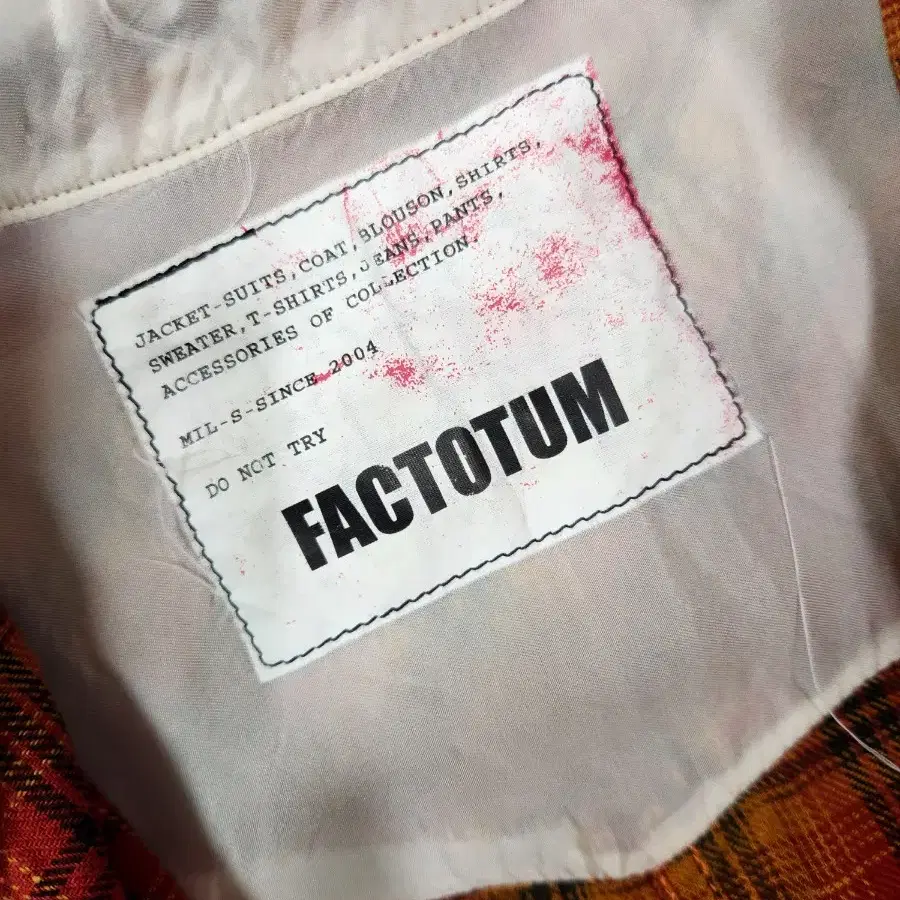 JACKET-SUITS,COAT,BLOUSON,SHIRTS,
SWEATER,T-SHIRTS,JEANS,PANTS,
ACCESSORIES OF COLLECTION.
MIL-S-SINCE 2004
DO NOT TRY
FACTOTUM